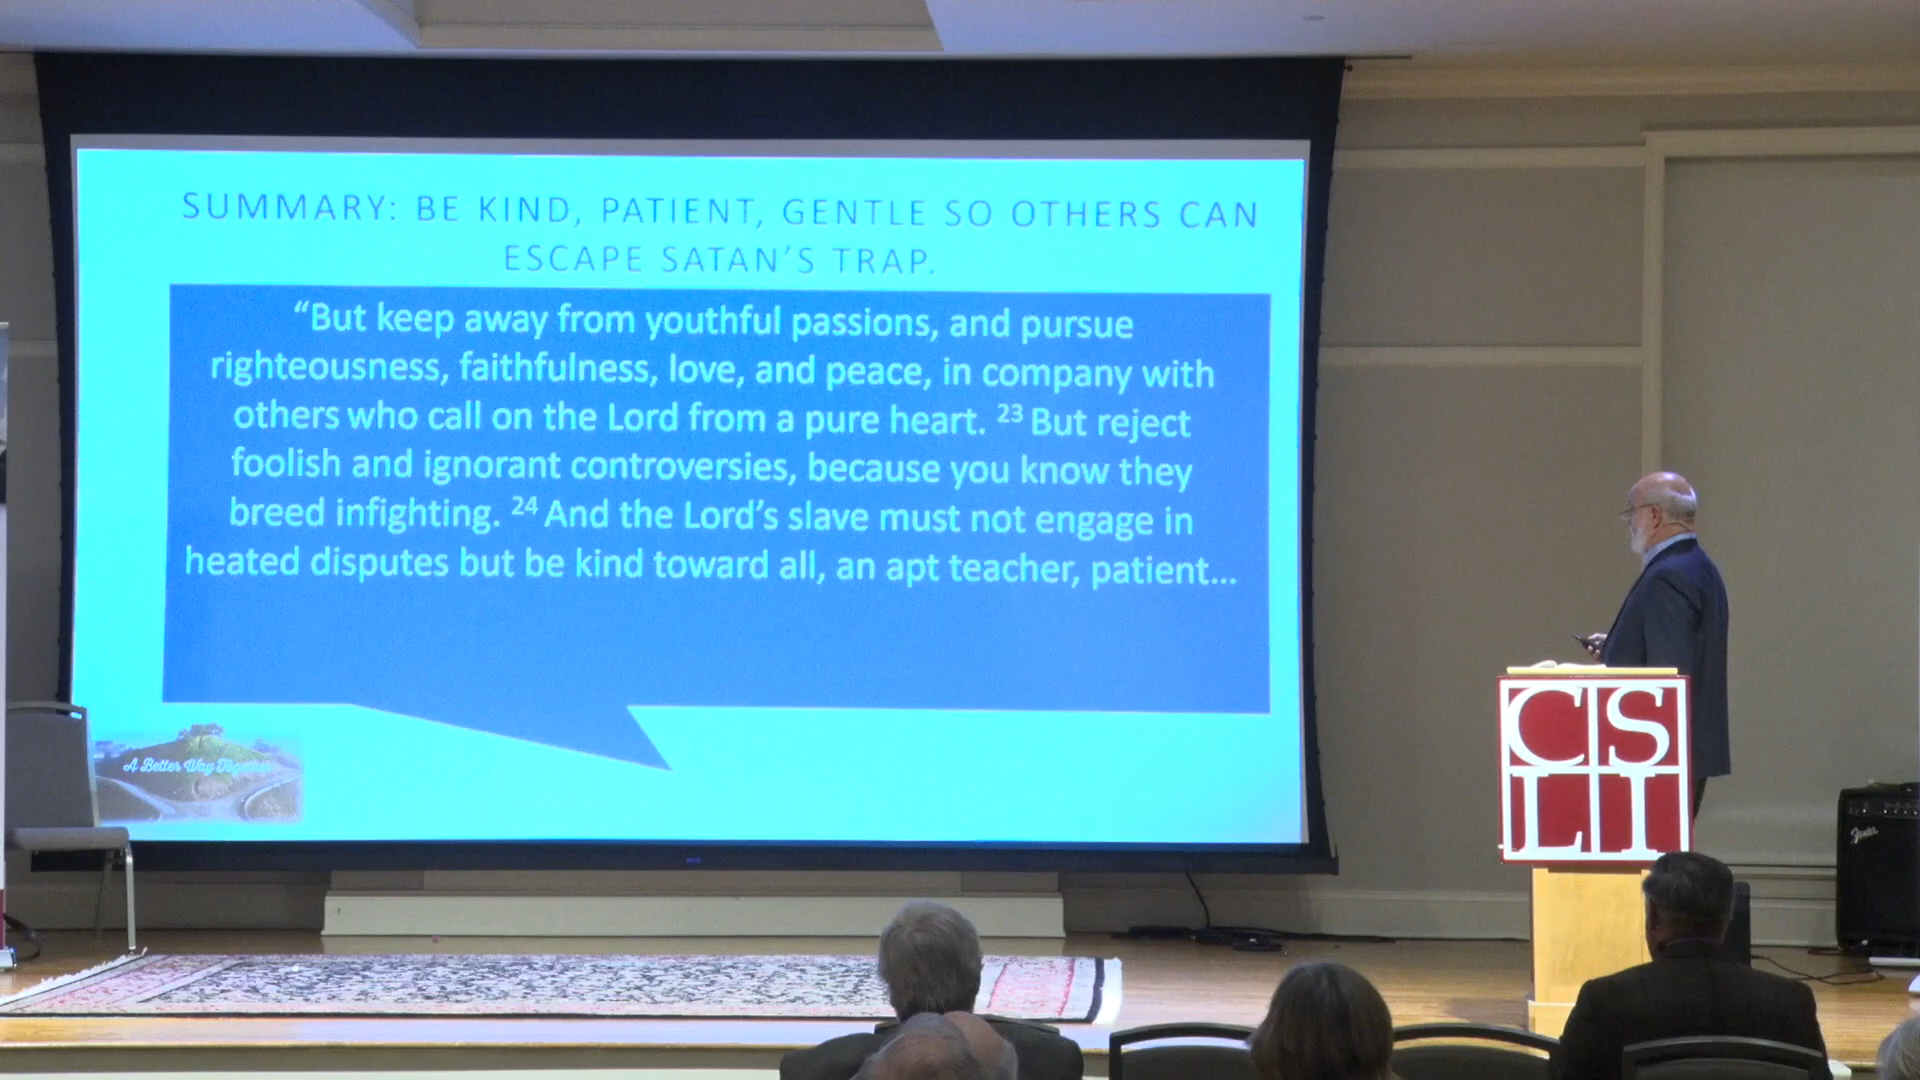 SUMMARY: BE KIND, PATIENT, GENTLE SO OTHERS CAN
ESCAPE SATAN'S TRAP.
“But keep away from youthful passions, and pursue
righteousness, faithfulness, love, and peace, in company with
others who call on the Lord from a pure heart. 23 But reject
foolish and ignorant controversies, because you know they
breed infighting. 24 And the Lord’s slave must not engage in
heated disputes but be kind toward all, an apt teacher, patient...
A Better Way Together
CS
LI
Fender